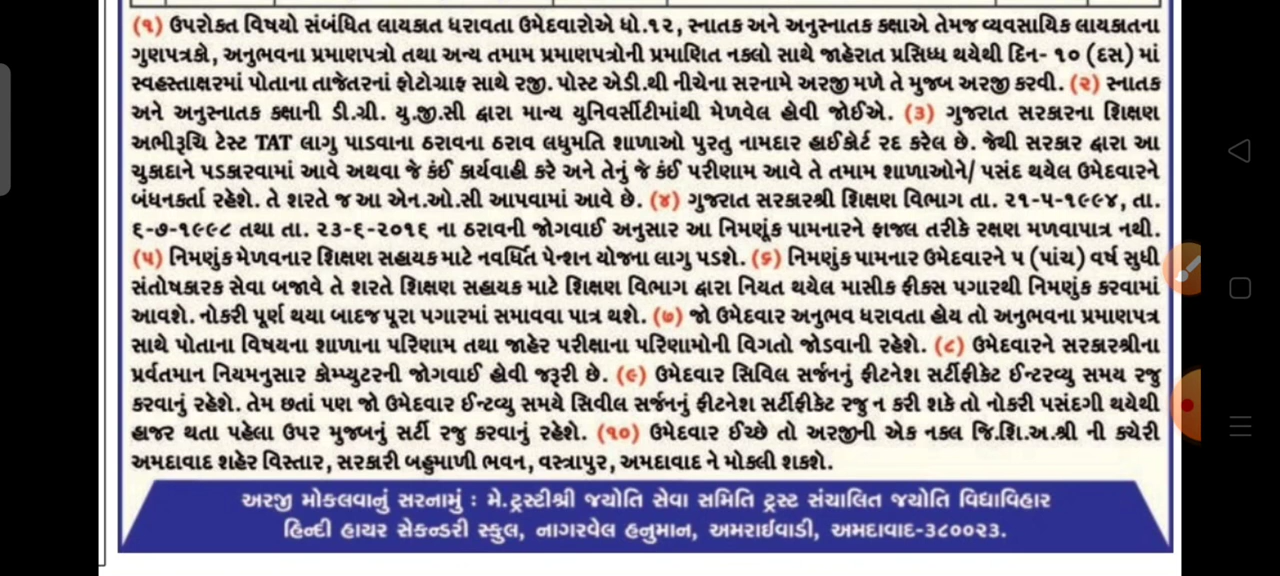 (૧) ઉપરોક્ત વિષયો સંબંધિત લાયકાત ધરાવતા ઉમેદવારોએ ધો.૧૨, સ્નાતક અને અનુસ્નાતક કક્ષાએ તેમજ વ્યવસાયિક લાયકાતના
ગુણપત્રકો, અનુભવના પ્રમાણપત્રો તથા અન્ય તમામ પ્રમાણપત્રોની પ્રમાણિત નકલો સાથે જાહેરાત પ્રસિધ્ધ થયેથી દિન- ૧૦ (દસ) માં
સ્વહસ્તાક્ષરમાં પોતાના તાજેતરનાં ફોટોગ્રાફ સાથે રજી. પોસ્ટ એડી.થી નીચેના સરનામે અરજી મળે તે મુજબ અરજી કરવી. (૨) સ્નાતક
અને અનુસ્નાતક કક્ષાની ડી.ગ્રી. યુ.જી.સી દ્વારા માન્ય યુનિવર્સીટીમાંથી મેળવેલ હોવી જોઈએ. (૩) ગુજરાત સરકારના શિક્ષણ
અભીરૂચિ ટેસ્ટ TAT લાગુ પાડવાના ઠરાવના ઠરાવ લધુમતિ શાળાઓ પુરતુ નામદાર હાઈકોર્ટ રદ કરેલ છે. જેથી સરકાર દ્વારા આ
ચુકાદાને પડકારવામાં આવે અથવા જે કંઈ કાર્યવાહી કરે અને તેનું જે કંઈ પરીણામ આવે તે તમામ શાળાઓને/ પસંદ થયેલ ઉમેદવારને
બંધનકર્તા રહેશે. તે શરતે જ આ એન.ઓ.સી આપવામાં આવે છે. (૪) ગુજરાત સરકારશ્રી શિક્ષણ વિભાગ તા. ૨૧-૫-૧૯૯૪, તા.
૬-૭-૧૯૯૮ તથા તા. ૨૩-૬-૨૦૧૬ ના ઠરાવની જોગવાઈ અનુસાર આ નિમણૂંક પામનારને ફાજલ તરીકે રક્ષણ મળવાપાત્ર નથી.
(૫) નિમણુંક મેળવનાર શિક્ષણ સહાયક માટે નવર્ધિત પેન્શન યોજના લાગુ પડશે. (૬) નિમણુંક પામનાર ઉમેદવારને ૫ (પાંચ) વર્ષ સુધી
સંતોષકારક સેવા બજાવે તે શરતે શિક્ષણ સહાયક માટે શિક્ષણ વિભાગ દ્વારા નિયત થયેલ માસીક ફીકસ પગારથી નિમણુંક કરવામાં
આવશે. નોકરી પૂર્ણ થયા બાદજ પૂરા પગારમાં સમાવવા પાત્ર થશે. (૭) જો ઉમેદવાર અનુભવ ધરાવતા હોય તો અનુભવના પ્રમાણપત્ર
સાથે પોતાના વિષયના શાળાના પરિણામ તથા જાહેર પરીક્ષાના પરિણામોની વિગતો જોડવાની રહેશે. (૮) ઉમેદવારને સરકારશ્રીના
પ્રર્વતમાન નિયમનુસાર કોમ્પ્યુટરની જોગવાઈ હોવી જરૂરી છે. (૯) ઉમેદવાર સિવિલ સર્જનનું ફીટનેશ સર્ટીફીકેટ ઈન્ટરવ્યુ સમય રજુ
કરવાનું રહેશે. તેમ છતાં પણ જો ઉમેદવાર ઈન્ટવ્યુ સમયે સિવીલ સર્જનનું ફીટનેશ સર્ટીફીકેટ રજુ ન કરી શકે તો નોકરી પસંદગી થયેથી
હાજર થતા પહેલા ઉપર મુજબનું સર્ટી રજુ કરવાનું રહેશે. (૧૦) ઉમેદવાર ઈચ્છે તો અરજીની એક નકલ જિ.શિ.અ.શ્રી ની કચેરી
અમદાવાદ શહેર વિસ્તાર, સરકારી બહુમાળી ભવન, વસ્ત્રાપુર, અમદાવાદ ને મોકલી શકશે.
અરજી મોકલવાનું સરનામું : મે.ટ્રસ્ટીશ્રી જયોતિ સેવા સમિતિ ટ્રસ્ટ સંચાલિત જયોતિ વિદ્યાવિહાર
હિન્દી હાયર સેકન્ડરી સ્કુલ, નાગરવેલ હનુમાન, અમરાઈવાડી, અમદાવાદ-૩૮૦૦૨૩.